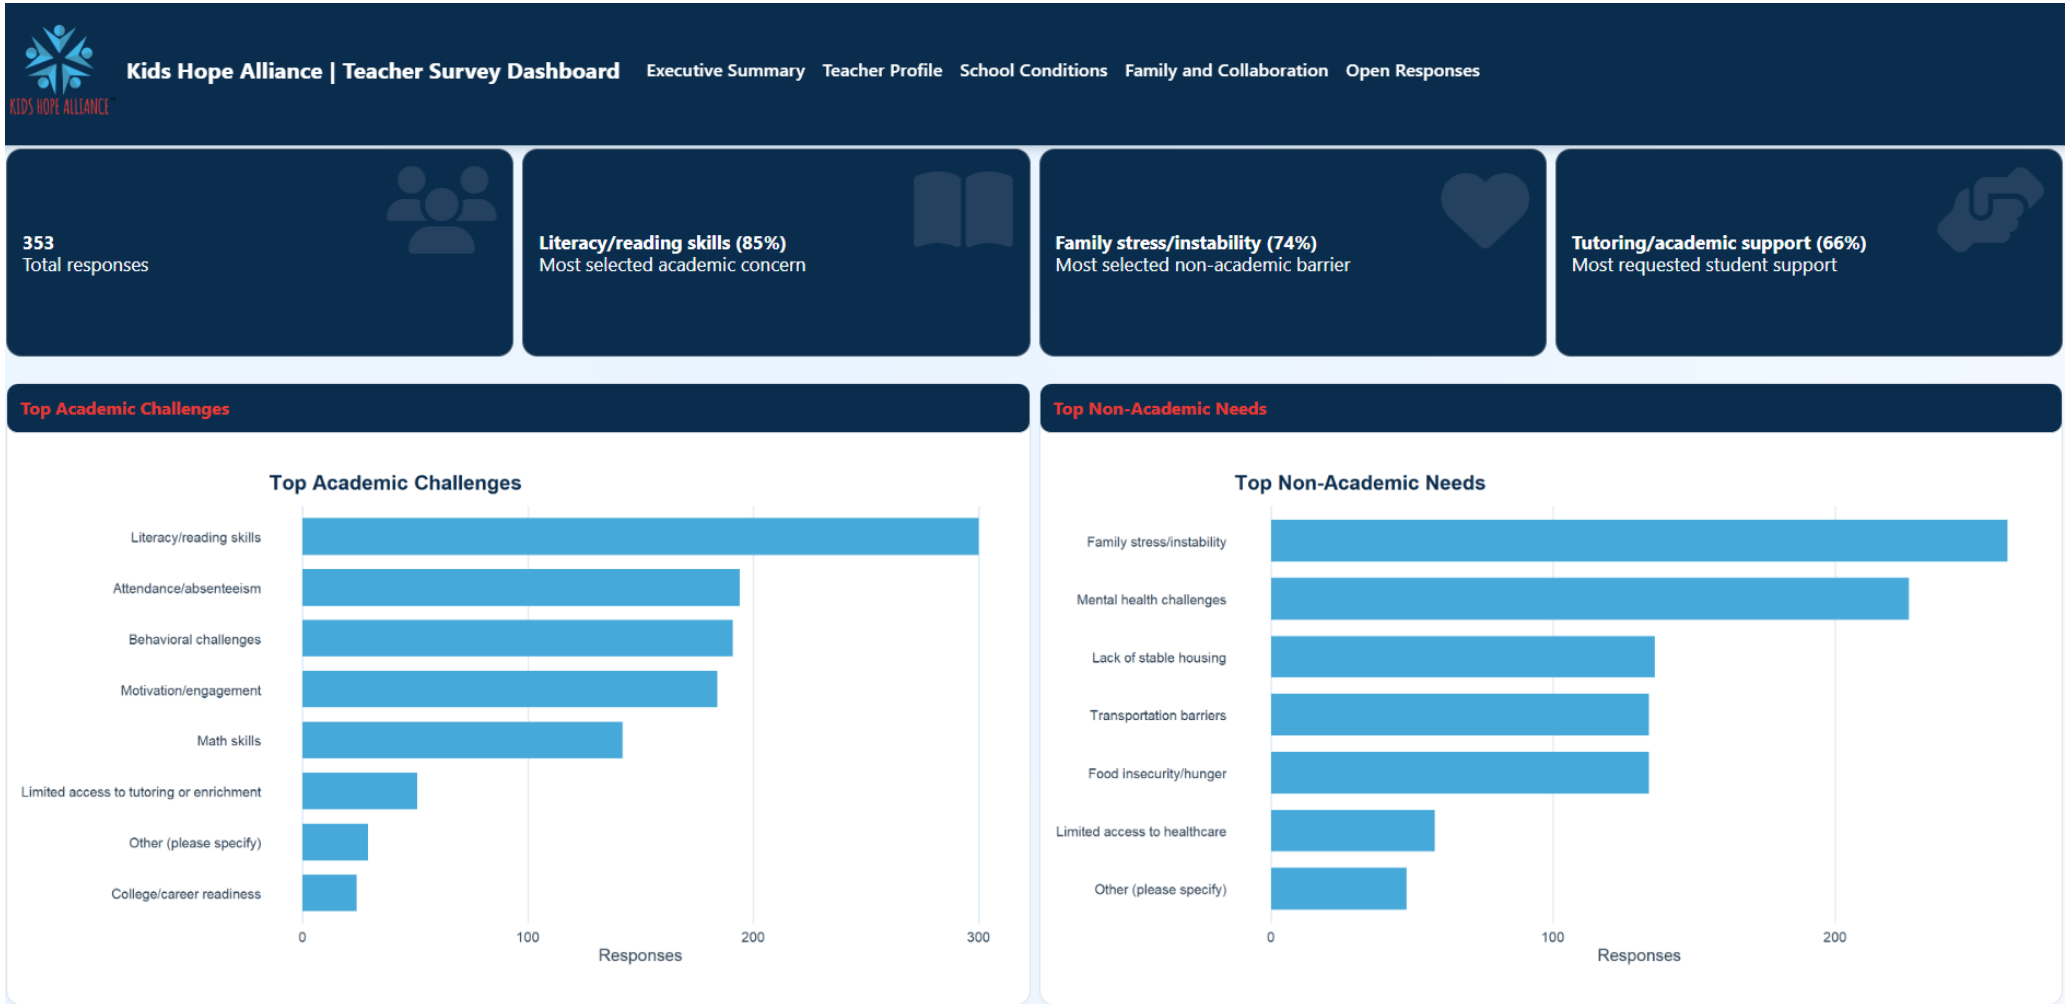 KIDS HOPE ALLIANCE
Kids Hope Alliance | Teacher Survey Dashboard
Executive Summary
Teacher Profile
School Conditions
Family and Collaboration
Open Responses
353
Total responses
Literacy/reading skills (85%)
Most selected academic concern
Family stress/instability (74%)
Most selected non-academic barrier
Tutoring/academic support (66%)
Most requested student support
Top Academic Challenges
Top Academic Challenges
Literacy/reading skills
Attendance/absenteeism
Behavioral challenges
Motivation/engagement
Math skills
Limited access to tutoring or enrichment
Other (please specify)
College/career readiness
0 100 200 300
Responses
Top Non-Academic Needs
Top Non-Academic Needs
Family stress/instability
Mental health challenges
Lack of stable housing
Transportation barriers
Food insecurity/hunger
Limited access to healthcare
Other (please specify)
0 100 200
Responses